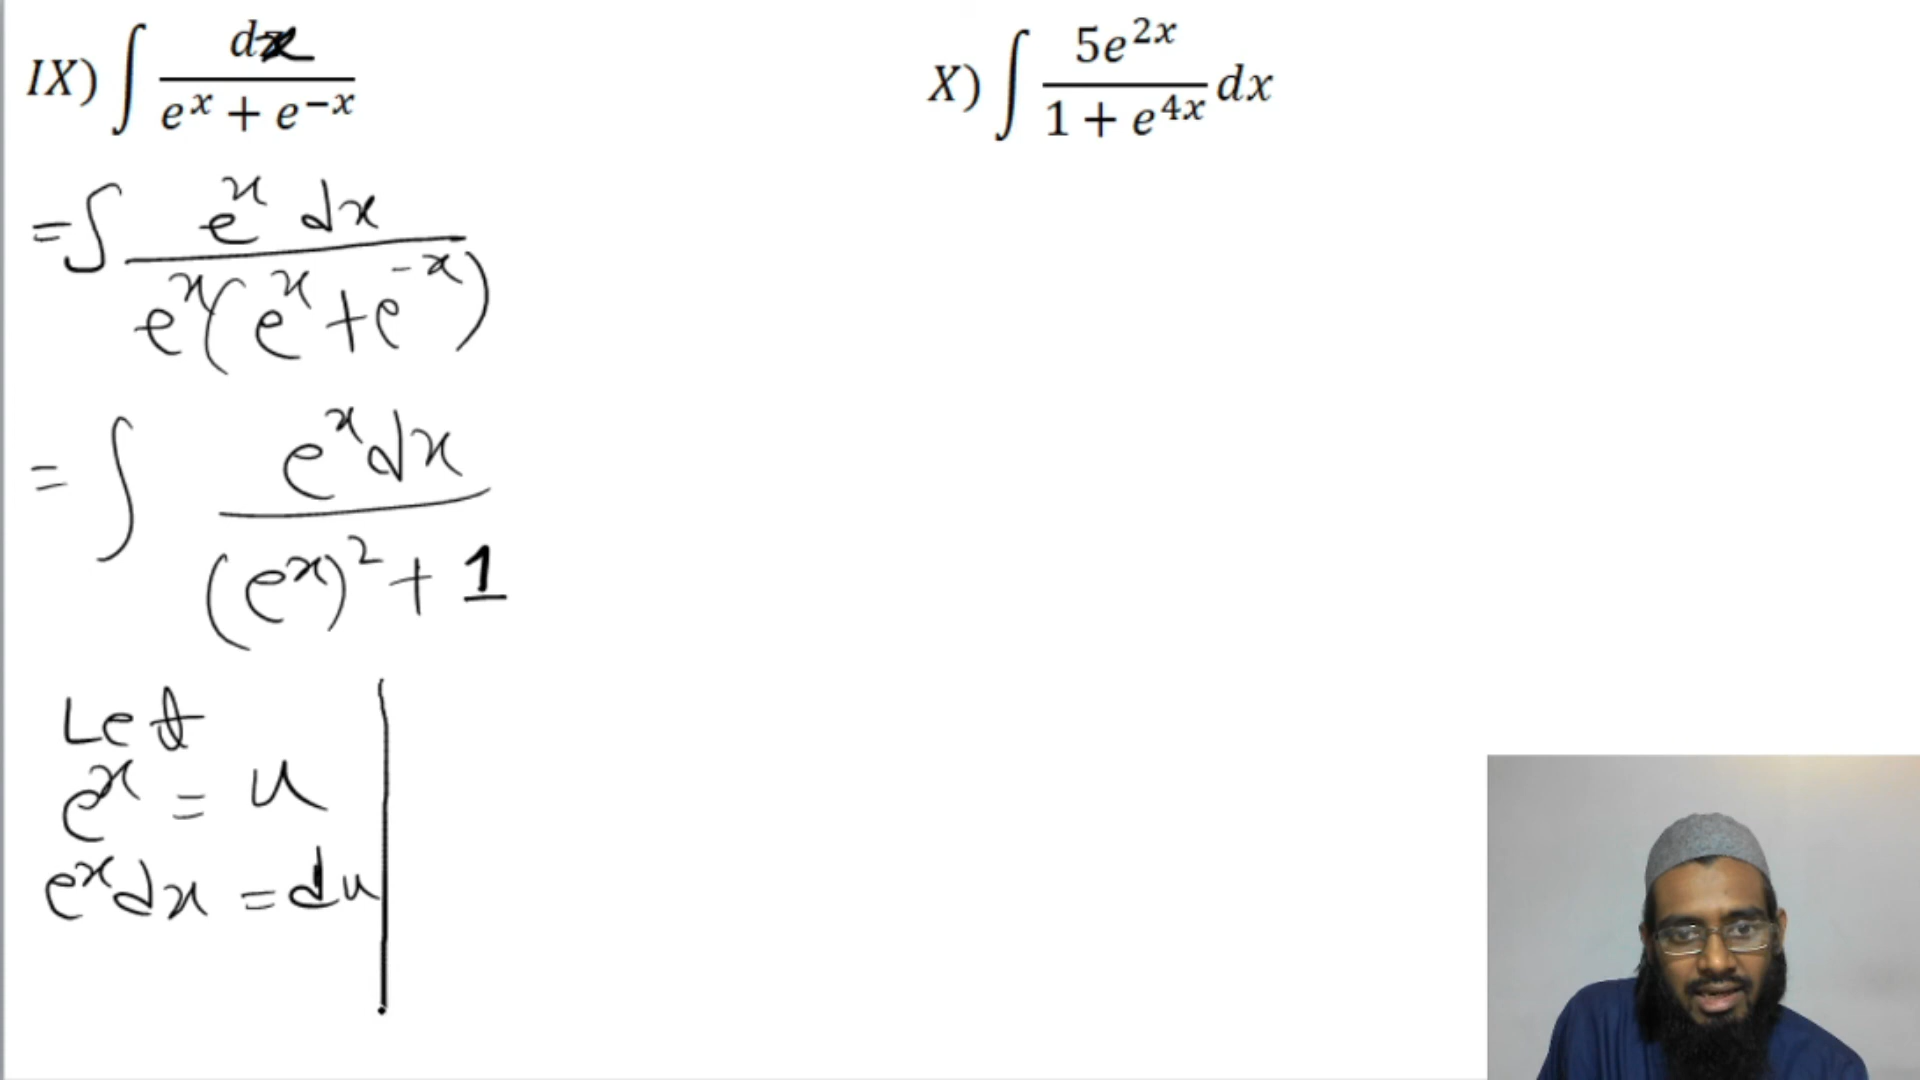 IX) ∫ dx / (e^x + e^{-x})
= ∫ e^x dx / (e^x (e^x + e^{-x}))
= ∫ e^x dx / ((e^x)^2 + 1)
Let
e^x = u
e^x dx = du
X) ∫ 5e^{2x} / (1 + e^{4x}) dx